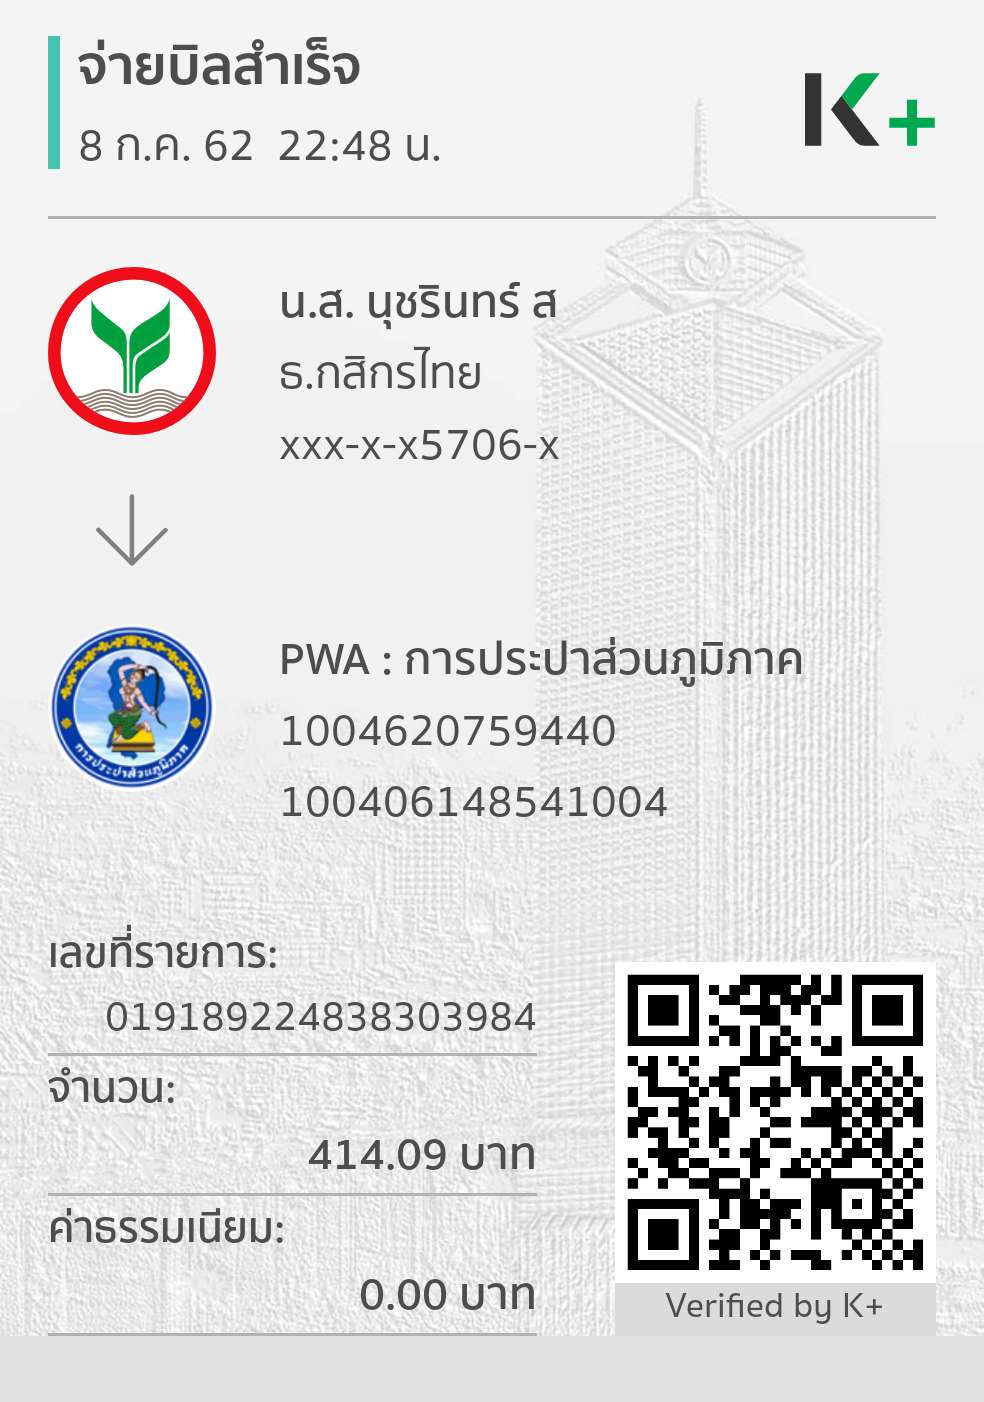 จ่ายบิลสำเร็จ
8 ก.ค. 62 22:48 น.
K+
น.ส. นุชรินทร์ ส
ธ.กสิกรไทย
xxx-x-x5706-x
การประปาส่วนภูมิภาค
PWA : การประปาส่วนภูมิภาค
1004620759440
100406148541004
เลขที่รายการ:
019189224838303984
จำนวน:
414.09 บาท
ค่าธรรมเนียม:
0.00 บาท
Verified by K+